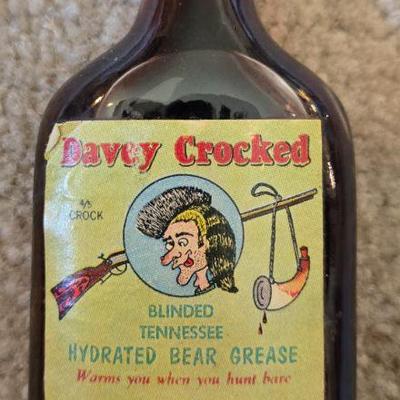 Davey Crocked
4/5
CROCK
BLINDED
TENNESSEE
HYDRATED BEAR GREASE
Warms you when you hunt bare